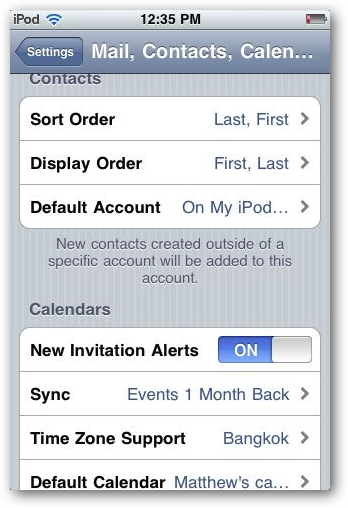 iPod 12:35 PM
Settings Mail, Contacts, Calen...
Contacts
Sort Order Last, First
Display Order First, Last
Default Account On My iPod...
New contacts created outside of a
specific account will be added to this
account.
Calendars
New Invitation Alerts ON
Sync Events 1 Month Back
Time Zone Support Bangkok
Default Calendar Matthew's ca...